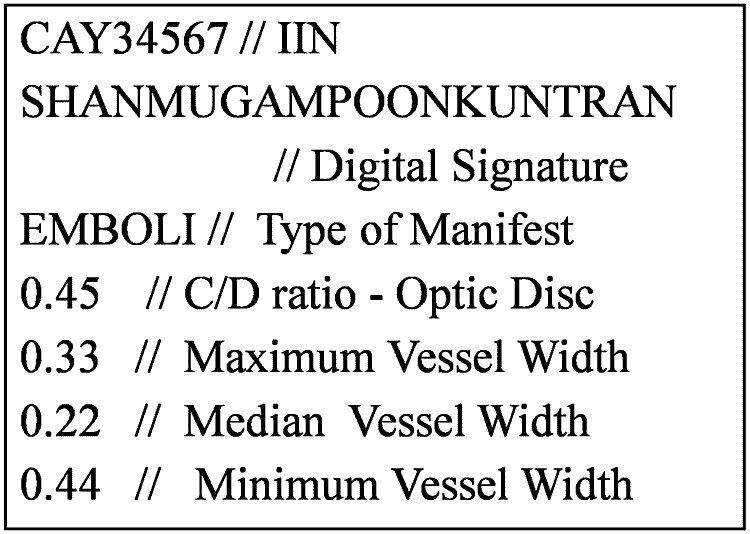 CAY34567 // IIN
SHANMUGAMPOONKUNTRAN
// Digital Signature
EMBOLI // Type of Manifest
0.45 // C/D ratio - Optic Disc
0.33 // Maximum Vessel Width
0.22 // Median Vessel Width
0.44 // Minimum Vessel Width